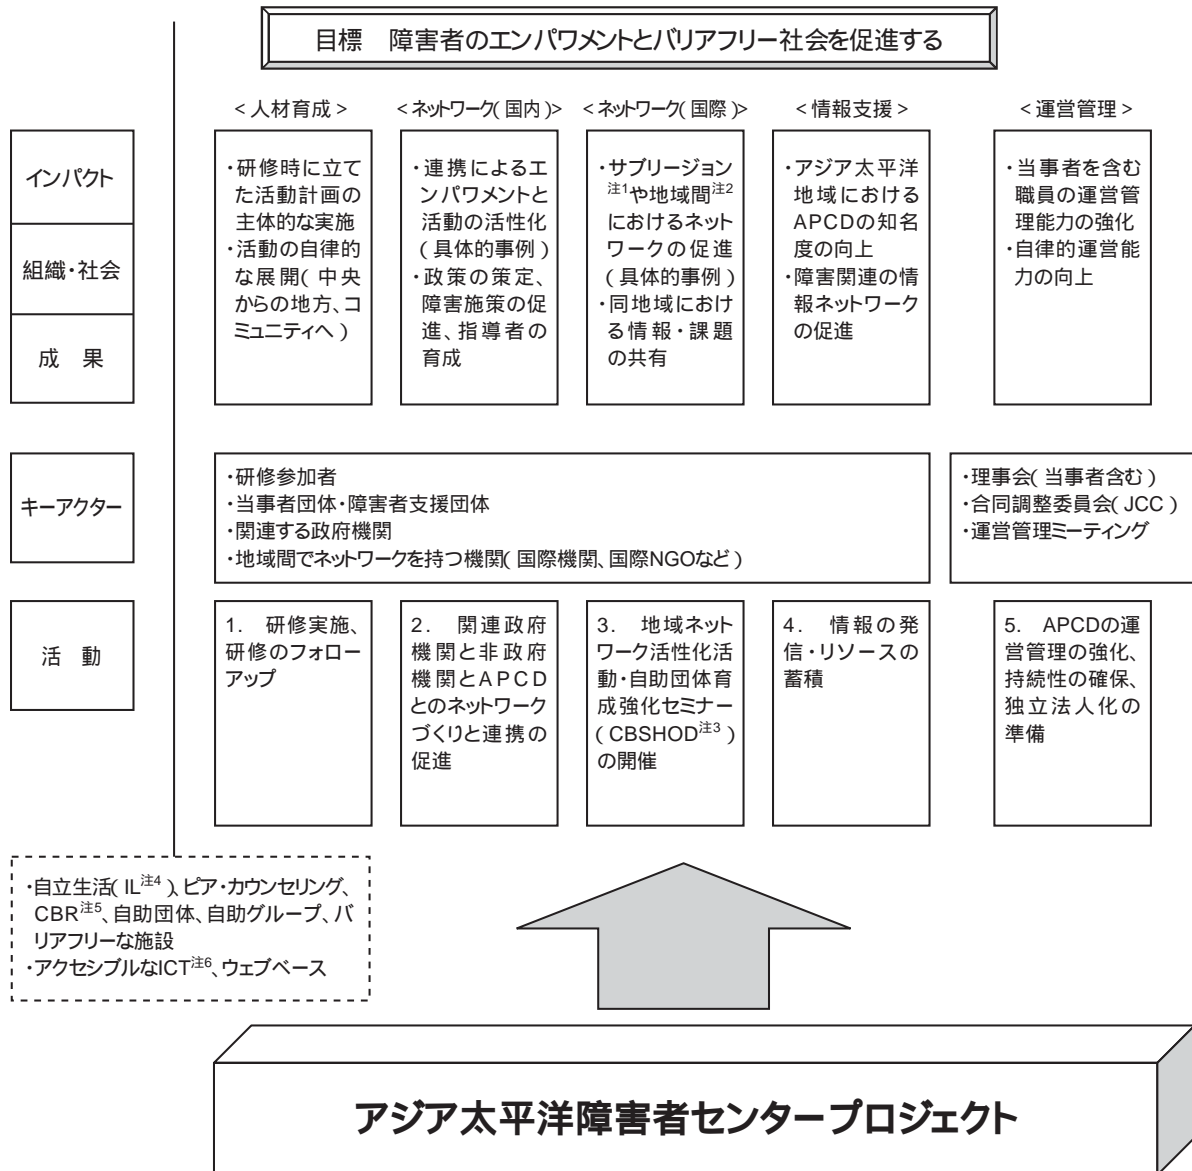 目標　障害者のエンパワメントとバリアフリー社会を促進する
<人材育成>
<ネットワーク(国内)>
<ネットワーク(国際)>
<情報支援>
<運営管理>
インパクト
組織・社会
成　果
・研修時に立て
た活動計画の
主体的な実施
・活動の自律的
な展開(中央
からの地方、コ
ミュニティへ)
・連携によるエ
ンパワメントと
活動の活性化
(具体的事例)
・政策の策定、
障害施策の促
進、指導者の
育成
・サブリージョン
注1や地域間注2
におけるネット
ワークの促進
(具体的事例)
・同地域におけ
る情報・課題
の共有
・アジア太平洋
地域における
APCDの知名
度の向上
・障害関連の情
報ネットワーク
の促進
・当事者を含む
職員の運営管
理能力の強化
・自律的運営能
力の向上
キーアクター
・研修参加者
・当事者団体・障害者支援団体
・関連する政府機関
・地域間でネットワークを持つ機関(国際機関、国際NGOなど)
・理事会(当事者含む)
・合同調整委員会(JCC)
・運営管理ミーティング
活　動
1.　研修実施、
研修のフォロー
アップ
2.　関連政府
機関と非政府
機関とAPCD
とのネットワーク
づくりと連携の
促進
3.　地域ネット
ワーク活性化活
動・自助団体育
成強化セミナー
(CBSHOD注3)
の開催
4.　情報の発
信・リソースの
蓄積
5.　APCDの運
営管理の強化、
持続性の確保、
独立法人化の
準備
・自立生活(IL注4)、ピア・カウンセリング、
CBR注5、自助団体、自助グループ、バ
リアフリーな施設
・アクセシブルなICT注6、ウェブベース
アジア太平洋障害者センタープロジェクト